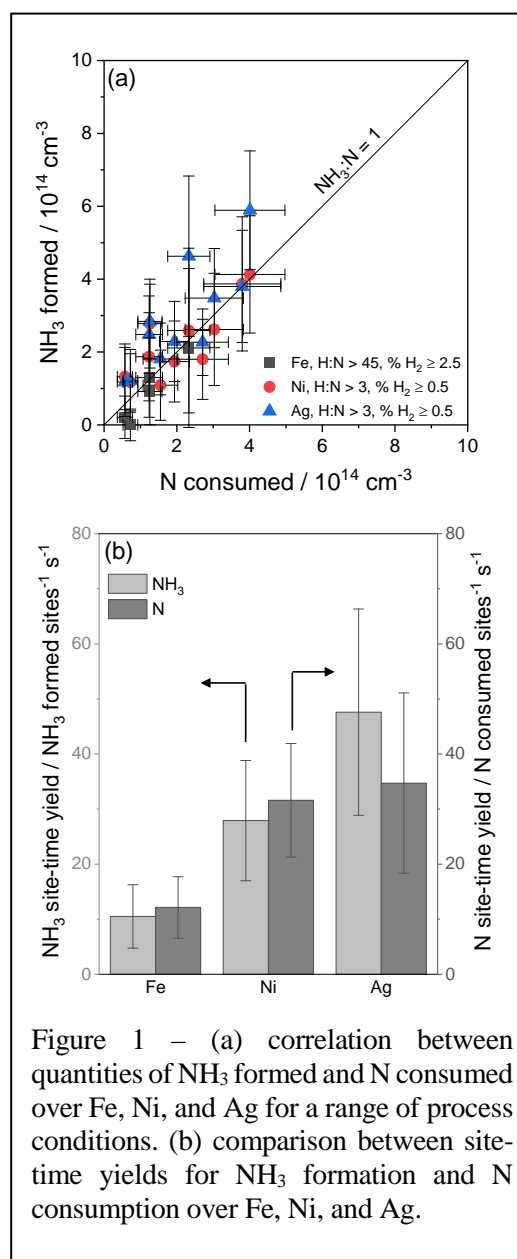 (a)
NH₃ formed / 10¹⁴ cm⁻³
10
8
6
4
2
0
NH₃:N = 1
Fe, H:N > 45, % H₂ ≥ 2.5
Ni, H:N > 3, % H₂ ≥ 0.5
Ag, H:N > 3, % H₂ ≥ 0.5
0 2 4 6 8 10
N consumed / 10¹⁴ cm⁻³
(b)
NH₃
N
NH₃ site-time yield / NH₃ formed sites⁻¹ s⁻¹
80
60
40
20
0
80
60
40
20
0
N site-time yield / N consumed sites⁻¹ s⁻¹
Fe Ni Ag
Figure 1 – (a) correlation between
quantities of NH₃ formed and N consumed
over Fe, Ni, and Ag for a range of process
conditions. (b) comparison between site-
time yields for NH₃ formation and N
consumption over Fe, Ni, and Ag.